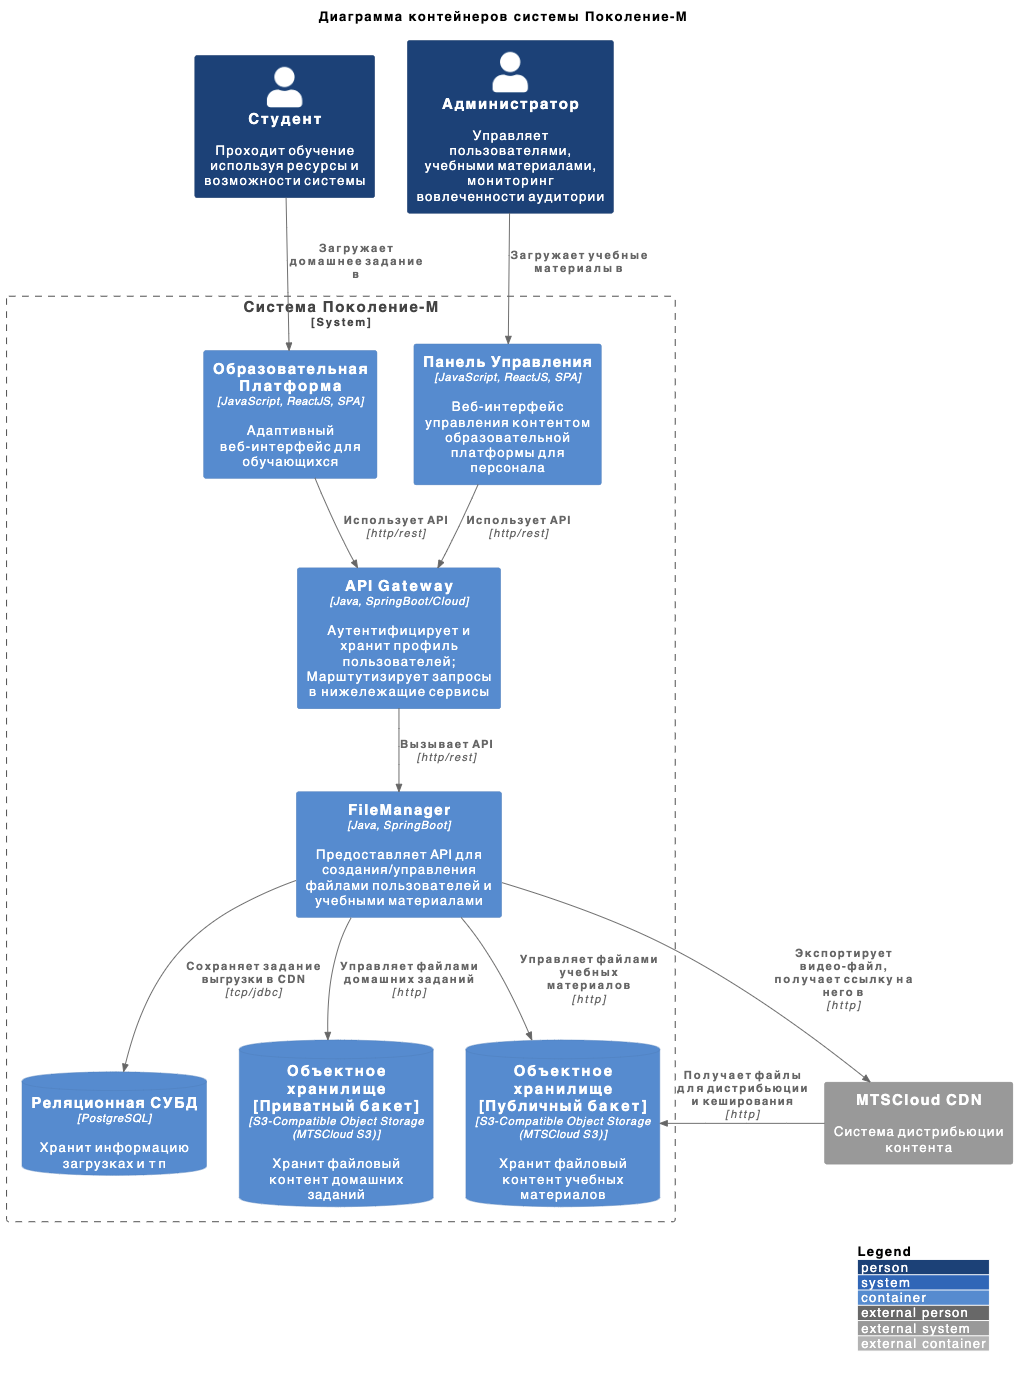 Диаграмма контейнеров системы Поколение-М
Студент
Проходит обучение
используя ресурсы и
возможности системы
Администратор
Управляет
пользователями,
учебными материалами,
мониторинг
вовлеченности аудитории
Загружает
домашнее задание
в
Загружает учебные
материалы в
Система Поколение-М
[System]
Образовательная
Платформа
[JavaScript, ReactJS, SPA]
Адаптивный
веб-интерфейс для
обучающихся
Панель Управления
[JavaScript, ReactJS, SPA]
Веб-интерфейс
управления контентом
образовательной
платформы для
персонала
Использует API
[http/rest]
Использует API
[http/rest]
API Gateway
[Java, SpringBoot/Cloud]
Аутентифицирует и
хранит профиль
пользователей;
Марштутизирует запросы
в нижележащие сервисы
Вызывает API
[http/rest]
FileManager
[Java, SpringBoot]
Предоставляет API для
создания/управления
файлами пользователей и
учебными материалами
Сохраняет задание
выгрузки в CDN
[tcp/jdbc]
Управляет файлами
домашних заданий
[http]
Управляет файлами
учебных
материалов
[http]
Экспортирует
видео-файл,
получает ссылку на
него в
[http]
Получает файлы
для дистрибьюции
и кеширования
[http]
Реляционная СУБД
[PostgreSQL]
Хранит информацию
загрузках и т п
Объектное
хранилище
[Приватный бакет]
[S3-Compatible Object Storage
(MTSCloud S3)]
Хранит файловый
контент домашних
заданий
Объектное
хранилище
[Публичный бакет]
[S3-Compatible Object Storage
(MTSCloud S3)]
Хранит файловый
контент учебных
материалов
MTSCloud CDN
Система дистрибьюции
контента
Legend
person
system
container
external person
external system
external container